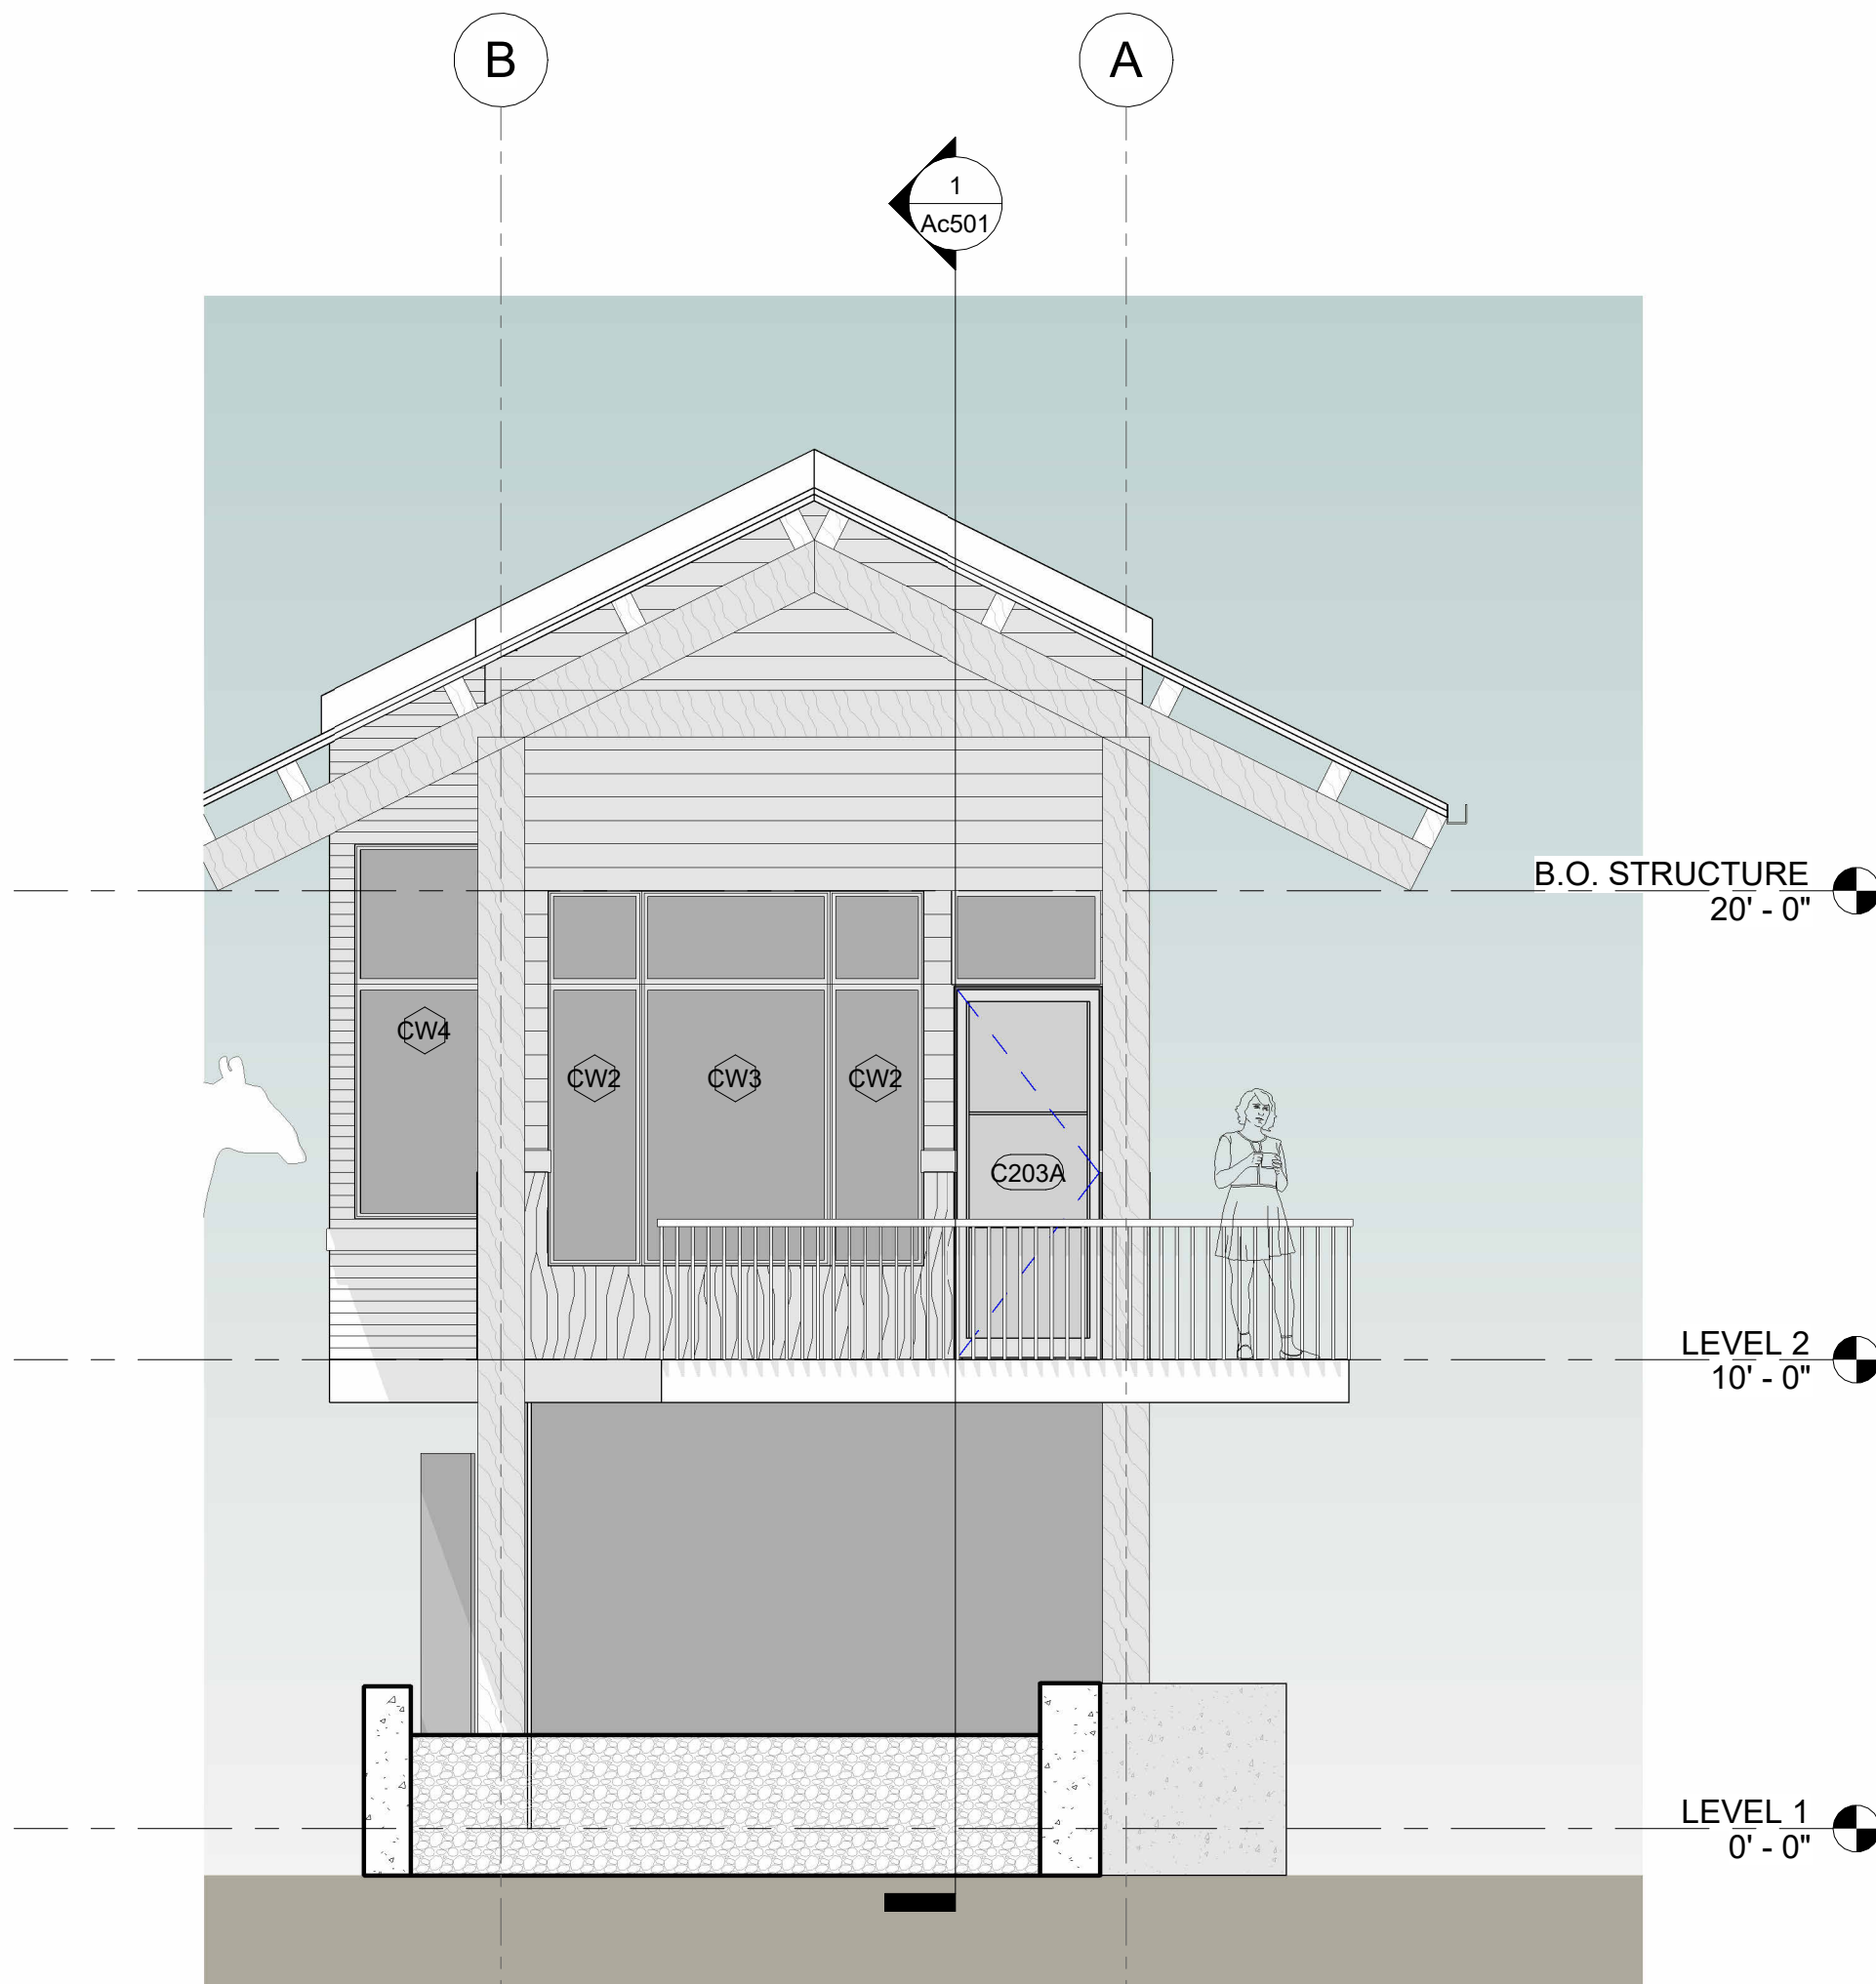 B
A
1
Ac501
B.O. STRUCTURE
20' - 0"
CW4
CW2
CW3
CW2
C203A
LEVEL 2
10' - 0"
LEVEL 1
0' - 0"